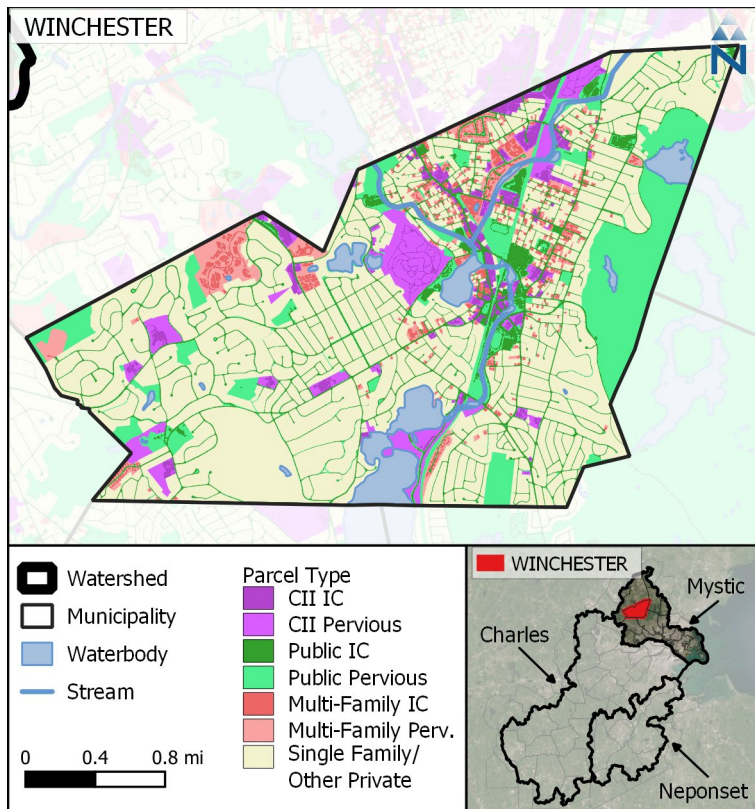 WINCHESTER
N
Watershed
Municipality
Waterbody
Stream
0 0.4 0.8 mi
Parcel Type
CII IC
CII Pervious
Public IC
Public Pervious
Multi-Family IC
Multi-Family Perv.
Single Family/
Other Private
WINCHESTER
Mystic
Charles
Neponset